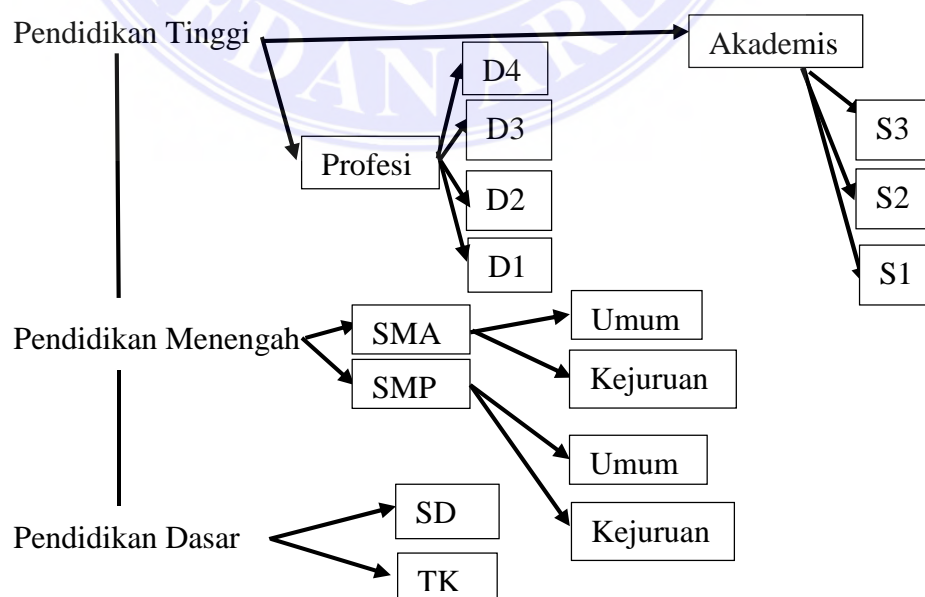 Pendidikan Tinggi
Akademis
D4
D3
S3
Profesi
D2
S2
D1
S1
Pendidikan Menengah
SMA
Umum
SMP
Kejuruan
Umum
SD
Kejuruan
Pendidikan Dasar
TK